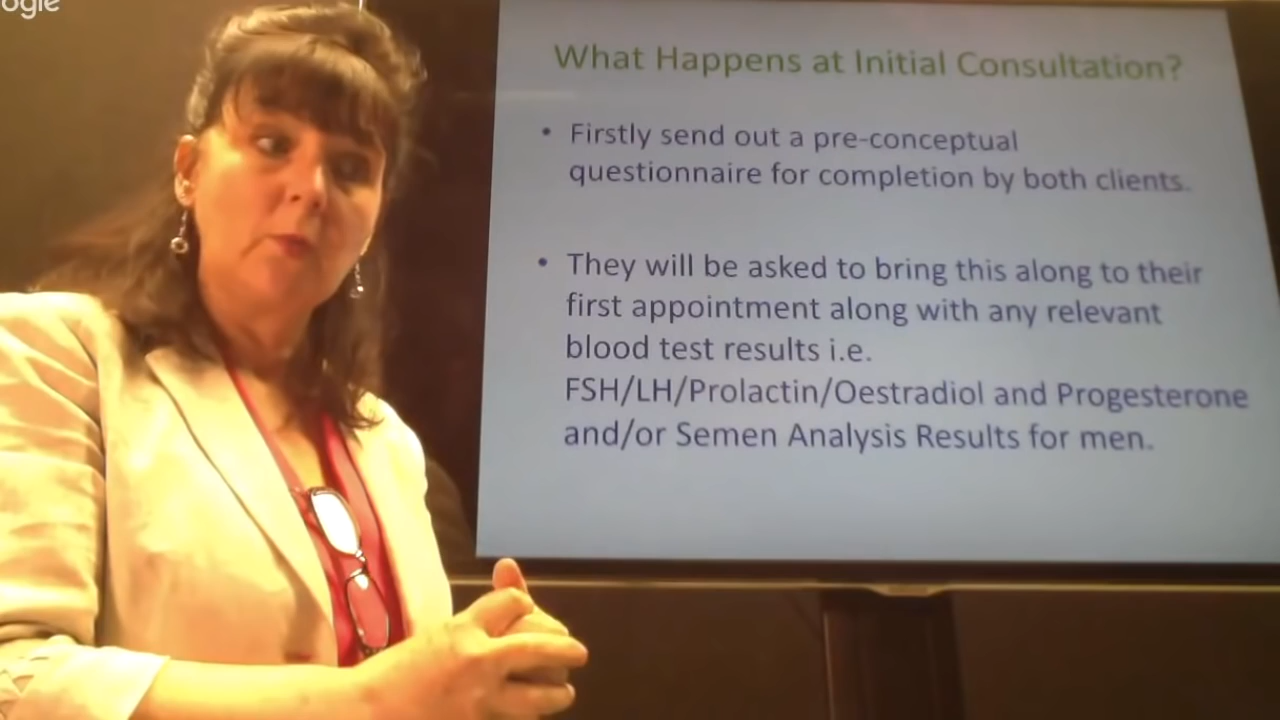 What Happens at Initial Consultation?
• Firstly send out a pre-conceptual
questionnaire for completion by both clients.
• They will be asked to bring this along to their
first appointment along with any relevant
blood test results i.e.
FSH/LH/Prolactin/Oestradiol and Progesterone
and/or Semen Analysis Results for men.